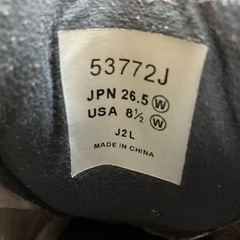 53772J
JPN 26.5 Ⓦ
USA 8½ Ⓦ
J2L
MADE IN CHINA